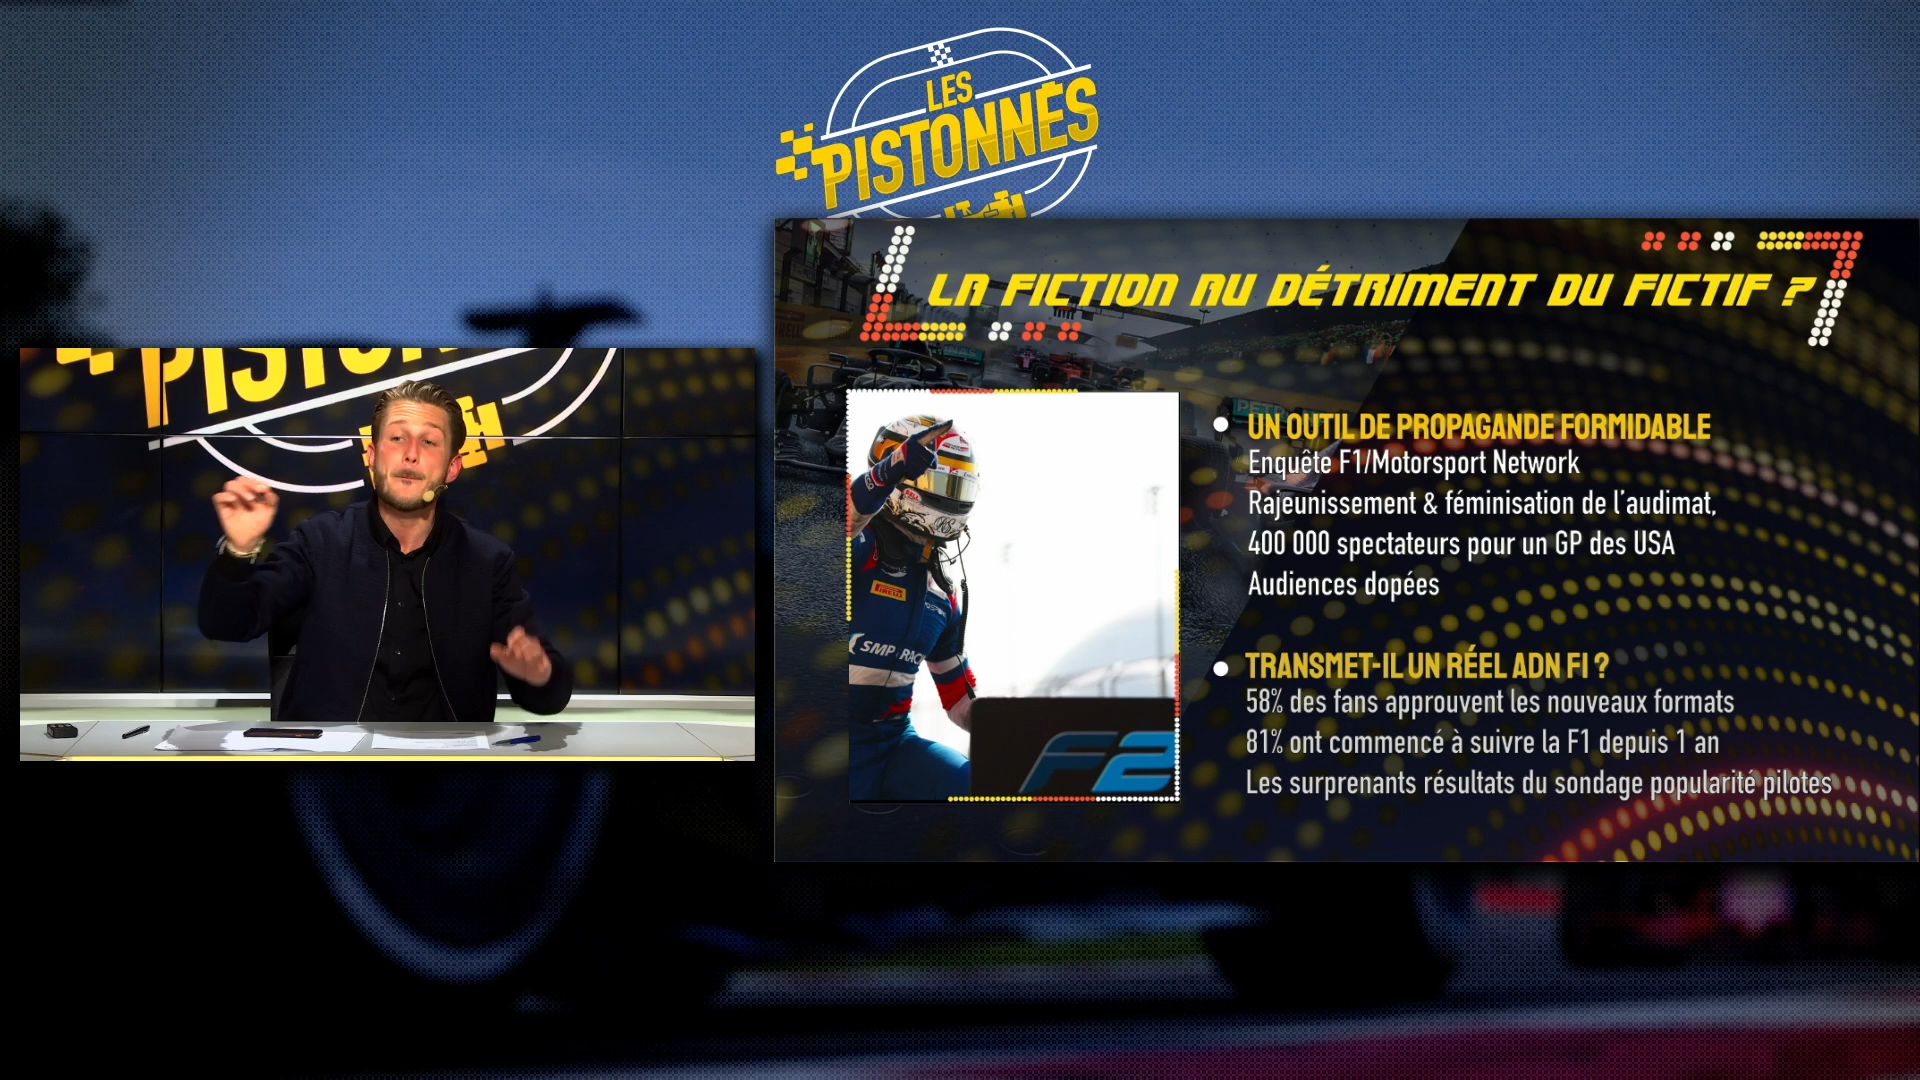 LES
PISTONNÉS
LA FICTION AU DÉTRIMENT DU FICTIF ?
UN OUTIL DE PROPAGANDE FORMIDABLE
Enquête F1/Motorsport Network
Rajeunissement & féminisation de l'audimat,
400 000 spectateurs pour un GP des USA
Audiences dopées
TRANSMET-IL UN RÉEL ADN F1 ?
58% des fans approuvent les nouveaux formats
81% ont commencé à suivre la F1 depuis 1 an
Les surprenants résultats du sondage popularité pilotes
PIRELLI
SMP RAC
F2